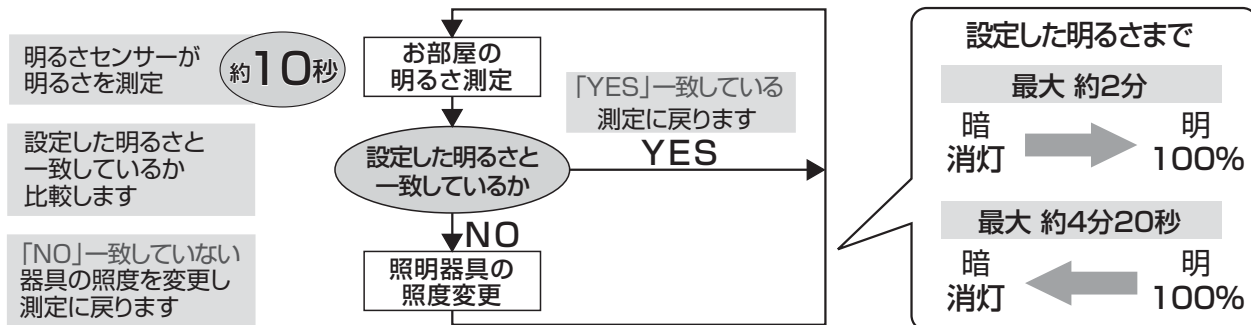 明るさセンサーが
明るさを測定
約10秒
設定した明るさと
一致しているか
比較します
「NO」一致していない
器具の照度を変更し
測定に戻ります
お部屋の
明るさ測定
設定した明るさと
一致しているか
NO
照明器具の
照度変更
「YES」一致している
測定に戻ります
YES
設定した明るさまで
最大 約2分
暗 明
消灯 100%
最大 約4分20秒
暗 明
消灯 100%